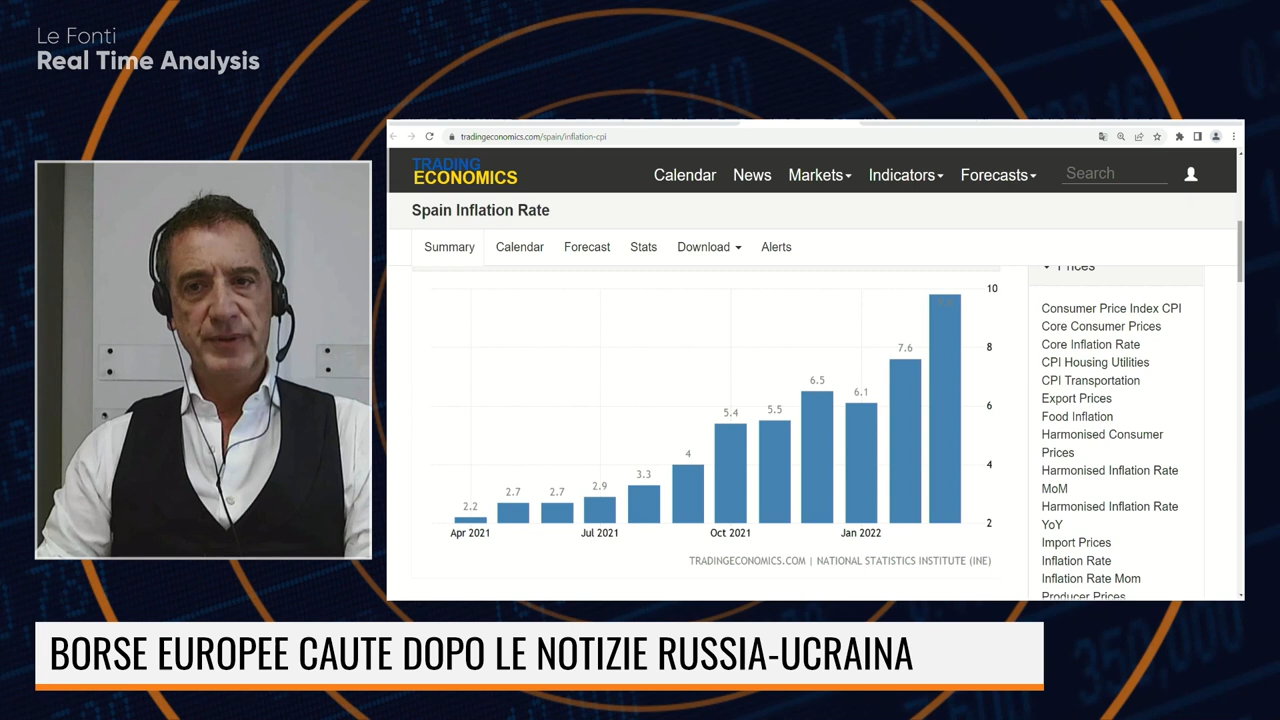 Le Fonti
Real Time Analysis
tradingeconomics.com/spain/inflation-cpi
TRADING
ECONOMICS
Calendar News Markets Indicators Forecasts Search
Spain Inflation Rate
Summary Calendar Forecast Stats Download Alerts
Prices
Consumer Price Index CPI
Core Consumer Prices
Core Inflation Rate
CPI Housing Utilities
CPI Transportation
Export Prices
Food Inflation
Harmonised Consumer
Prices
Harmonised Inflation Rate
MoM
Harmonised Inflation Rate
YoY
Import Prices
Inflation Rate
Inflation Rate Mom
Producer Prices
10
8
6
4
2
2.2
2.7
2.7
2.9
3.3
4
5.4
5.5
6.5
6.1
7.6
Apr 2021 Jul 2021 Oct 2021 Jan 2022
TRADINGECONOMICS.COM | NATIONAL STATISTICS INSTITUTE (INE)
BORSE EUROPEE CAUTE DOPO LE NOTIZIE RUSSIA-UCRAINA